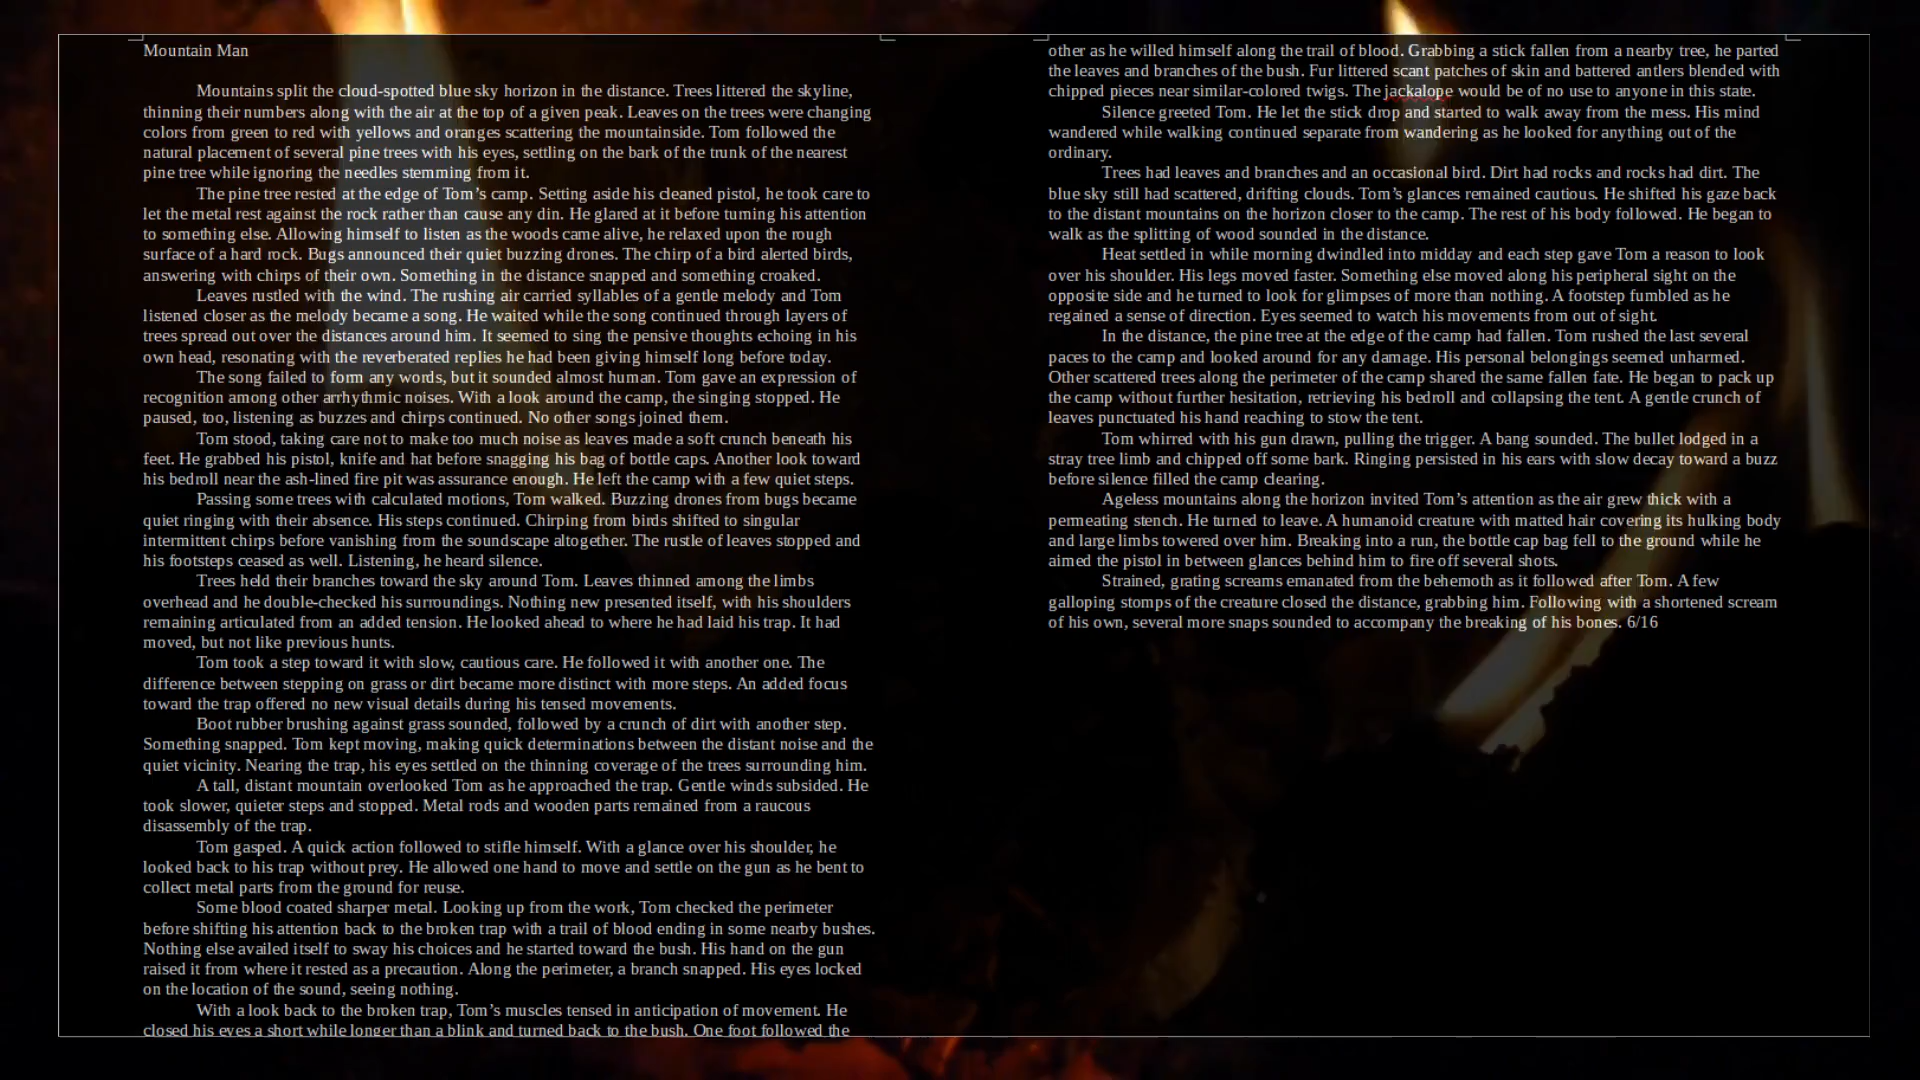 Mountain Man
Mountains split the cloud-spotted blue sky horizon in the distance. Trees littered the skyline,
thinning their numbers along with the air at the top of a given peak. Leaves on the trees were changing
colors from green to red with yellows and oranges scattering the mountainside. Tom followed the
natural placement of several pine trees with his eyes, settling on the bark of the trunk of the nearest
pine tree while ignoring the needles stemming from it.
The pine tree rested at the edge of Tom’s camp. Setting aside his cleaned pistol, he took care to
let the metal rest against the rock rather than cause any din. He glared at it before turning his attention
to something else. Allowing himself to listen as the woods came alive, he relaxed upon the rough
surface of a hard rock. Bugs announced their quiet buzzing drones. The chirp of a bird alerted birds,
answering with chirps of their own. Something in the distance snapped and something croaked.
Leaves rustled with the wind. The rushing air carried syllables of a gentle melody and Tom
listened closer as the melody became a song. He waited while the song continued through layers of
trees spread out over the distances around him. It seemed to sing the pensive thoughts echoing in his
own head, resonating with the reverberated replies he had been giving himself long before today.
The song failed to form any words, but it sounded almost human. Tom gave an expression of
recognition among other arrhythmic noises. With a look around the camp, the singing stopped. He
paused, too, listening as buzzes and chirps continued. No other songs joined them.
Tom stood, taking care not to make too much noise as leaves made a soft crunch beneath his
feet. He grabbed his pistol, knife and hat before snagging his bag of bottle caps. Another look toward
his bedroll near the ash-lined fire pit was assurance enough. He left the camp with a few quiet steps.
Passing some trees with calculated motions, Tom walked. Buzzing drones from bugs became
quiet ringing with their absence. His steps continued. Chirping from birds shifted to singular
intermittent chirps before vanishing from the soundscape altogether. The rustle of leaves stopped and
his footsteps ceased as well. Listening, he heard silence.
Trees held their branches toward the sky around Tom. Leaves thinned among the limbs
overhead and he double-checked his surroundings. Nothing new presented itself, with his shoulders
remaining articulated from an added tension. He looked ahead to where he had laid his trap. It had
moved, but not like previous hunts.
Tom took a step toward it with slow, cautious care. He followed it with another one. The
difference between stepping on grass or dirt became more distinct with more steps. An added focus
toward the trap offered no new visual details during his tensed movements.
Boot rubber brushing against grass sounded, followed by a crunch of dirt with another step.
Something snapped. Tom kept moving, making quick determinations between the distant noise and the
quiet vicinity. Nearing the trap, his eyes settled on the thinning coverage of the trees surrounding him.
A tall, distant mountain overlooked Tom as he approached the trap. Gentle winds subsided. He
took slower, quieter steps and stopped. Metal rods and wooden parts remained from a raucous
disassembly of the trap.
Tom gasped. A quick action followed to stifle himself. With a glance over his shoulder, he
looked back to his trap without prey. He allowed one hand to move and settle on the gun as he bent to
collect metal parts from the ground for reuse.
Some blood coated sharper metal. Looking up from the work, Tom checked the perimeter
before shifting his attention back to the broken trap with a trail of blood ending in some nearby bushes.
Nothing else availed itself to sway his choices and he started toward the bush. His hand on the gun
raised it from where it rested as a precaution. Along the perimeter, a branch snapped. His eyes locked
on the location of the sound, seeing nothing.
With a look back to the broken trap, Tom’s muscles tensed in anticipation of movement. He
closed his eyes a short while longer than a blink and turned back to the bush. One foot followed the
other as he willed himself along the trail of blood. Grabbing a stick fallen from a nearby tree, he parted
the leaves and branches of the bush. Fur littered scant patches of skin and battered antlers blended with
chipped pieces near similar-colored twigs. The jackalope would be of no use to anyone in this state.
Silence greeted Tom. He let the stick drop and started to walk away from the mess. His mind
wandered while walking continued separate from wandering as he looked for anything out of the
ordinary.
Trees had leaves and branches and an occasional bird. Dirt had rocks and rocks had dirt. The
blue sky still had scattered, drifting clouds. Tom’s glances remained cautious. He shifted his gaze back
to the distant mountains on the horizon closer to the camp. The rest of his body followed. He began to
walk as the splitting of wood sounded in the distance.
Heat settled in while morning dwindled into midday and each step gave Tom a reason to look
over his shoulder. His legs moved faster. Something else moved along his peripheral sight on the
opposite side and he turned to look for glimpses of more than nothing. A footstep fumbled as he
regained a sense of direction. Eyes seemed to watch his movements from out of sight.
In the distance, the pine tree at the edge of the camp had fallen. Tom rushed the last several
paces to the camp and looked around for any damage. His personal belongings seemed unharmed.
Other scattered trees along the perimeter of the camp shared the same fallen fate. He began to pack up
the camp without further hesitation, retrieving his bedroll and collapsing the tent. A gentle crunch of
leaves punctuated his hand reaching to stow the tent.
Tom whirred with his gun drawn, pulling the trigger. A bang sounded. The bullet lodged in a
stray tree limb and chipped off some bark. Ringing persisted in his ears with slow decay toward a buzz
before silence filled the camp clearing.
Ageless mountains along the horizon invited Tom’s attention as the air grew thick with a
permeating stench. He turned to leave. A humanoid creature with matted hair covering its hulking body
and large limbs towered over him. Breaking into a run, the bottle cap bag fell to the ground while he
aimed the pistol in between glances behind him to fire off several shots.
Strained, grating screams emanated from the behemoth as it followed after Tom. A few
galloping stomps of the creature closed the distance, grabbing him. Following with a shortened scream
of his own, several more snaps sounded to accompany the breaking of his bones. 6/16